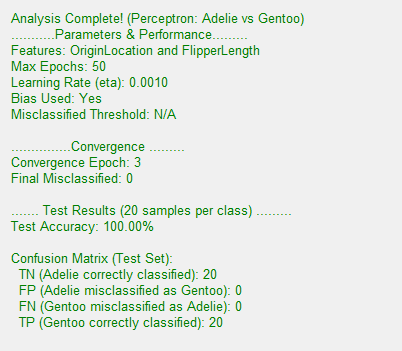 Analysis Complete! (Perceptron: Adelie vs Gentoo)
...........Parameters & Performance.........
Features: OriginLocation and FlipperLength
Max Epochs: 50
Learning Rate (eta): 0.0010
Bias Used: Yes
Misclassified Threshold: N/A
...............Convergence .........
Convergence Epoch: 3
Final Misclassified: 0
....... Test Results (20 samples per class) .........
Test Accuracy: 100.00%
Confusion Matrix (Test Set):
TN (Adelie correctly classified): 20
FP (Adelie misclassified as Gentoo): 0
FN (Gentoo misclassified as Adelie): 0
TP (Gentoo correctly classified): 20